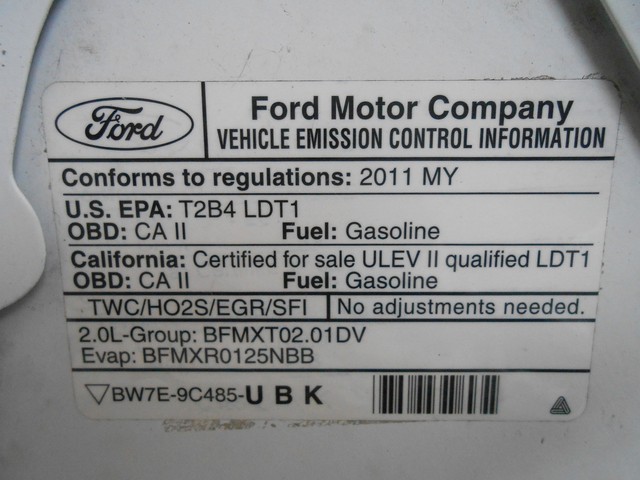 Ford
Ford Motor Company
VEHICLE EMISSION CONTROL INFORMATION
Conforms to regulations: 2011 MY
U.S. EPA: T2B4 LDT1
OBD: CA II Fuel: Gasoline
California: Certified for sale ULEV II qualified LDT1
OBD: CA II Fuel: Gasoline
TWC/HO2S/EGR/SFI No adjustments needed.
2.0L-Group: BFMXT02.01DV
Evap: BFMXR0125NBB
BW7E-9C485-U B K